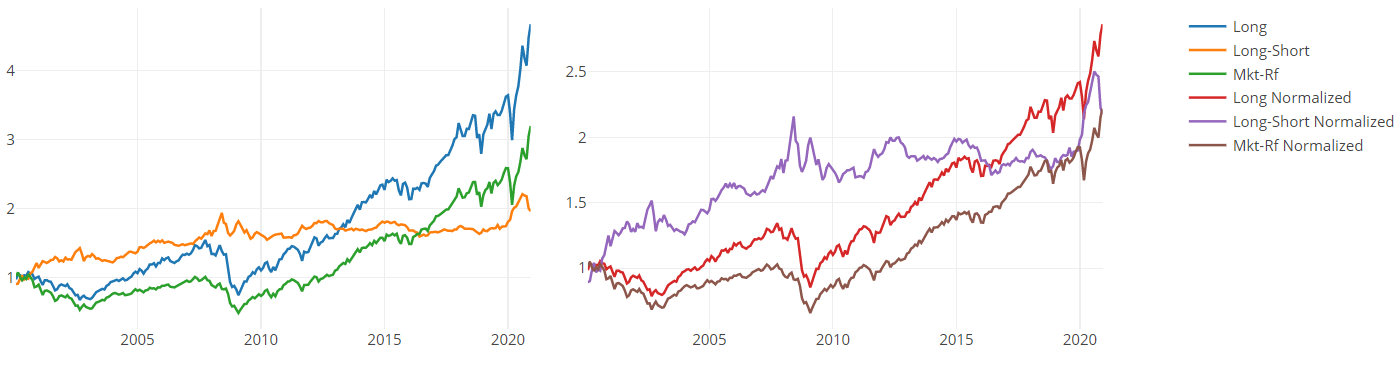 4
3
2
1
2005
2010
2015
2020
2.5
2
1.5
1
2005
2010
2015
2020
Long
Long-Short
Mkt-Rf
Long Normalized
Long-Short Normalized
Mkt-Rf Normalized